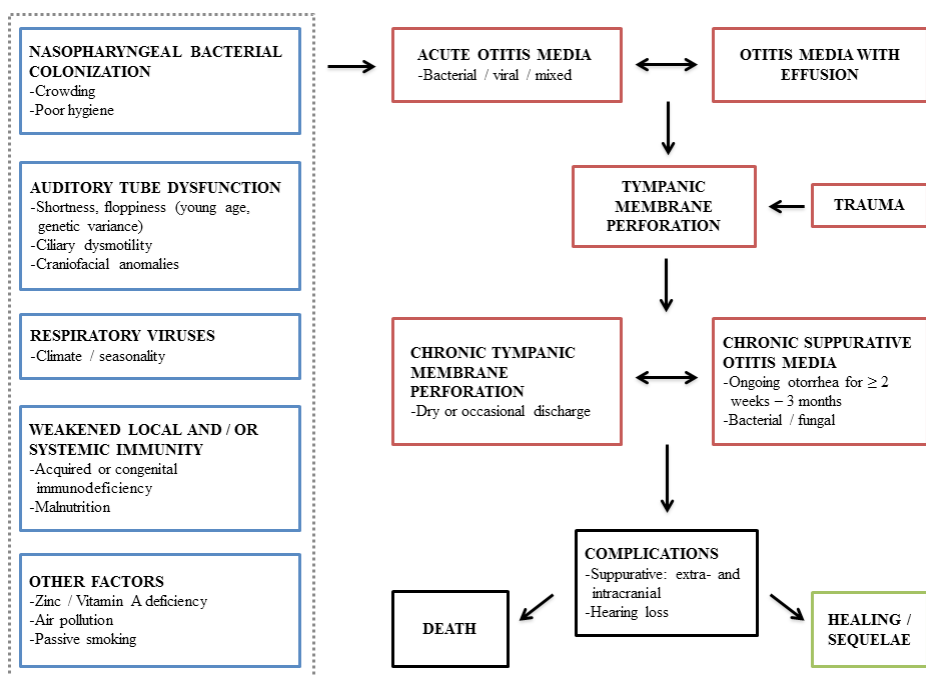 NASOPHARYNGEAL BACTERIAL
COLONIZATION
-Crowding
-Poor hygiene
AUDITORY TUBE DYSFUNCTION
-Shortness, floppiness (young age,
genetic variance)
-Ciliary dysmotility
-Craniofacial anomalies
RESPIRATORY VIRUSES
-Climate / seasonality
WEAKENED LOCAL AND / OR
SYSTEMIC IMMUNITY
-Acquired or congenital
immunodeficiency
-Malnutrition
OTHER FACTORS
-Zinc / Vitamin A deficiency
-Air pollution
-Passive smoking
ACUTE OTITIS MEDIA
-Bacterial / viral / mixed
OTITIS MEDIA WITH
EFFUSION
TYMPANIC
MEMBRANE
PERFORATION
TRAUMA
CHRONIC TYMPANIC
MEMBRANE
PERFORATION
-Dry or occasional discharge
CHRONIC SUPPURATIVE
OTITIS MEDIA
-Ongoing otorrhea for ≥ 2
weeks – 3 months
-Bacterial / fungal
COMPLICATIONS
-Suppurative: extra- and
intracranial
-Hearing loss
DEATH
HEALING /
SEQUELAE